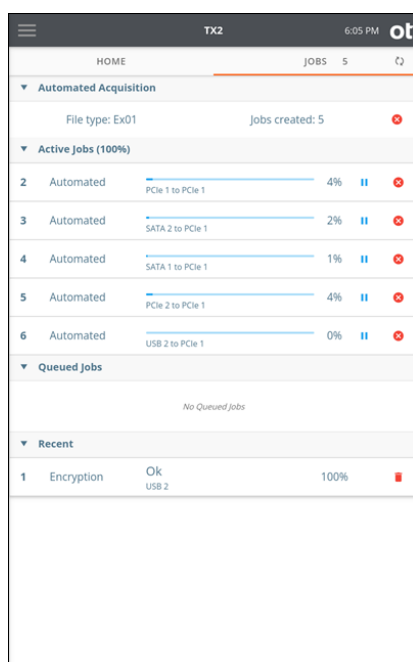 TX2 6:05 PM ot
HOME JOBS 5
Automated Acquisition
File type: Ex01 Jobs created: 5
Active Jobs (100%)
2 Automated PCIe 1 to PCIe 1 4%
3 Automated SATA 2 to PCIe 1 2%
4 Automated SATA 1 to PCIe 1 1%
5 Automated PCIe 2 to PCIe 1 4%
6 Automated USB 2 to PCIe 1 0%
Queued Jobs
No Queued Jobs
Recent
1 Encryption Ok 100%
USB 2